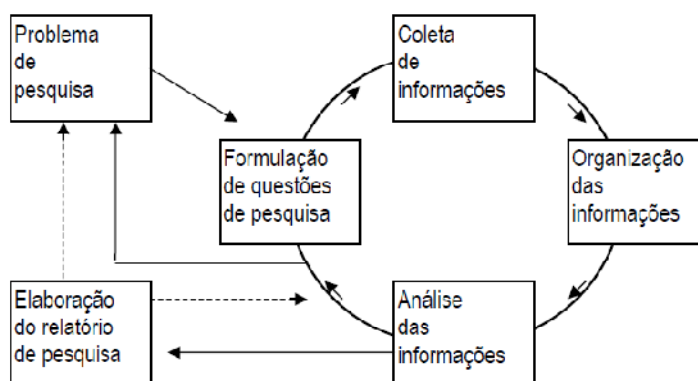 Problema
de
pesquisa
Coleta
de
informações
Formulação
de questões
de pesquisa
Organização
das
informações
Elaboração
do relatório
de pesquisa
Análise
das
informações